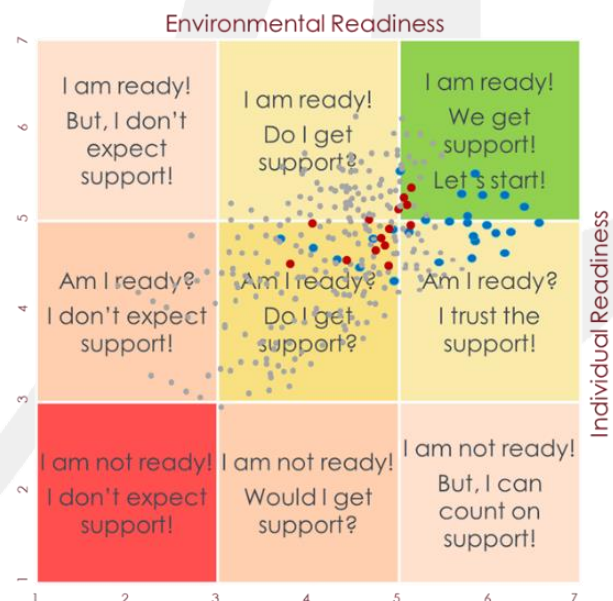 Environmental Readiness
7
6
5
4
3
2
1
I am ready!
But, I don't
expect
support!
I am ready!
Do I get
support?
I am ready!
We get
support!
Let's start!
Am I ready?
I don't expect
support!
Am I ready?
Do I get
support?
Am I ready?
I trust the
support!
I am not ready!
I don't expect
support!
I am not ready!
Would I get
support?
I am not ready!
But, I can
count on
support!
Individual Readiness
1 2 3 4 5 6 7